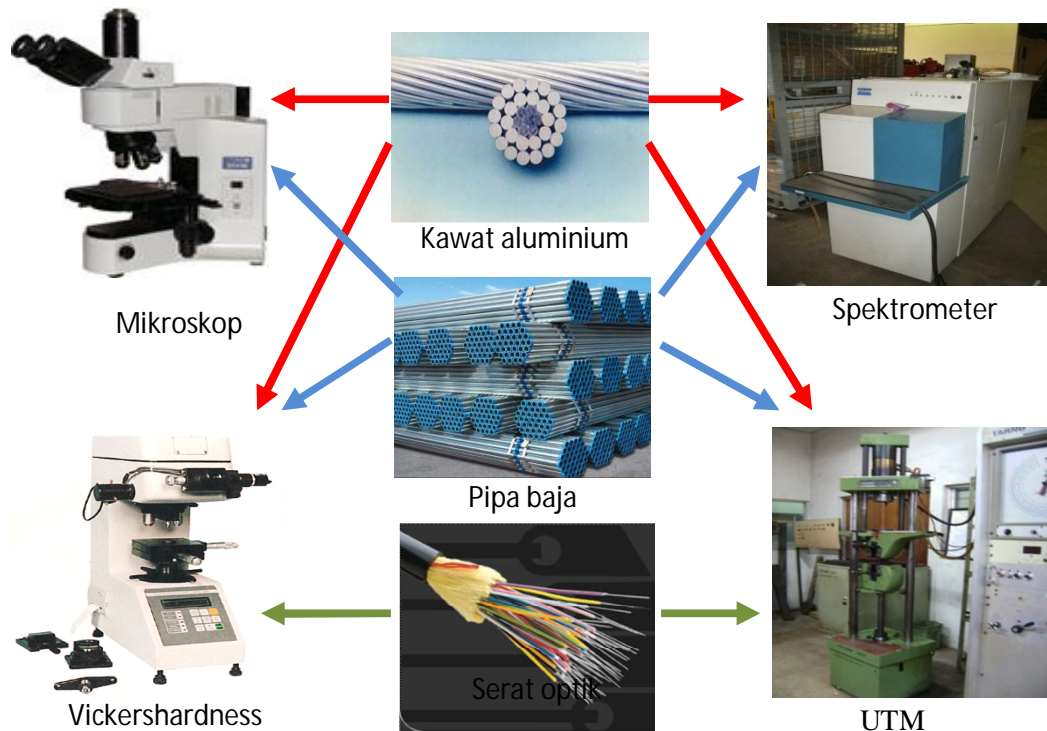 Kawat aluminium
Mikroskop
Spektrometer
Pipa baja
Serat optik
Vickershardness
UTM